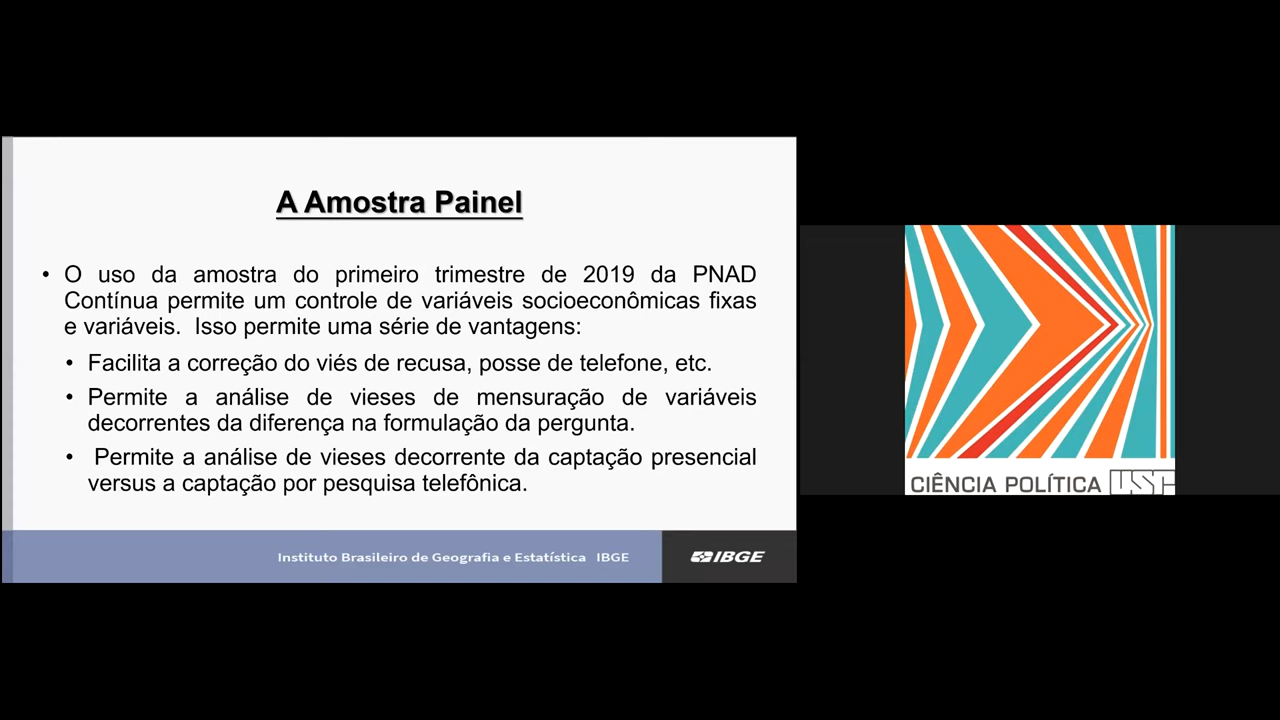 A Amostra Painel
• O uso da amostra do primeiro trimestre de 2019 da PNAD
Contínua permite um controle de variáveis socioeconômicas fixas
e variáveis. Isso permite uma série de vantagens:
• Facilita a correção do viés de recusa, posse de telefone, etc.
• Permite a análise de vieses de mensuração de variáveis
decorrentes da diferença na formulação da pergunta.
• Permite a análise de vieses decorrente da captação presencial
versus a captação por pesquisa telefônica.
Instituto Brasileiro de Geografia e Estatística IBGE
IBGE
CIÊNCIA POLÍTICA USP